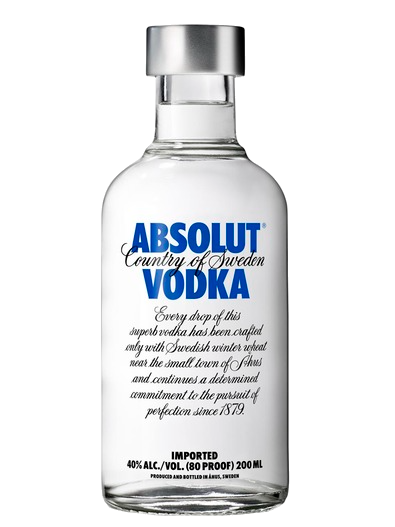 ABSOLUT®
Country of Sweden
VODKA
Every drop of this
superb vodka has been crafted
only with Swedish winter wheat
near the small town of Åhus
and continues a determined
commitment to the pursuit of
perfection since 1879.
IMPORTED
40% ALC./VOL. (80 PROOF) 200 ML
PRODUCED AND BOTTLED IN ÅHUS, SWEDEN